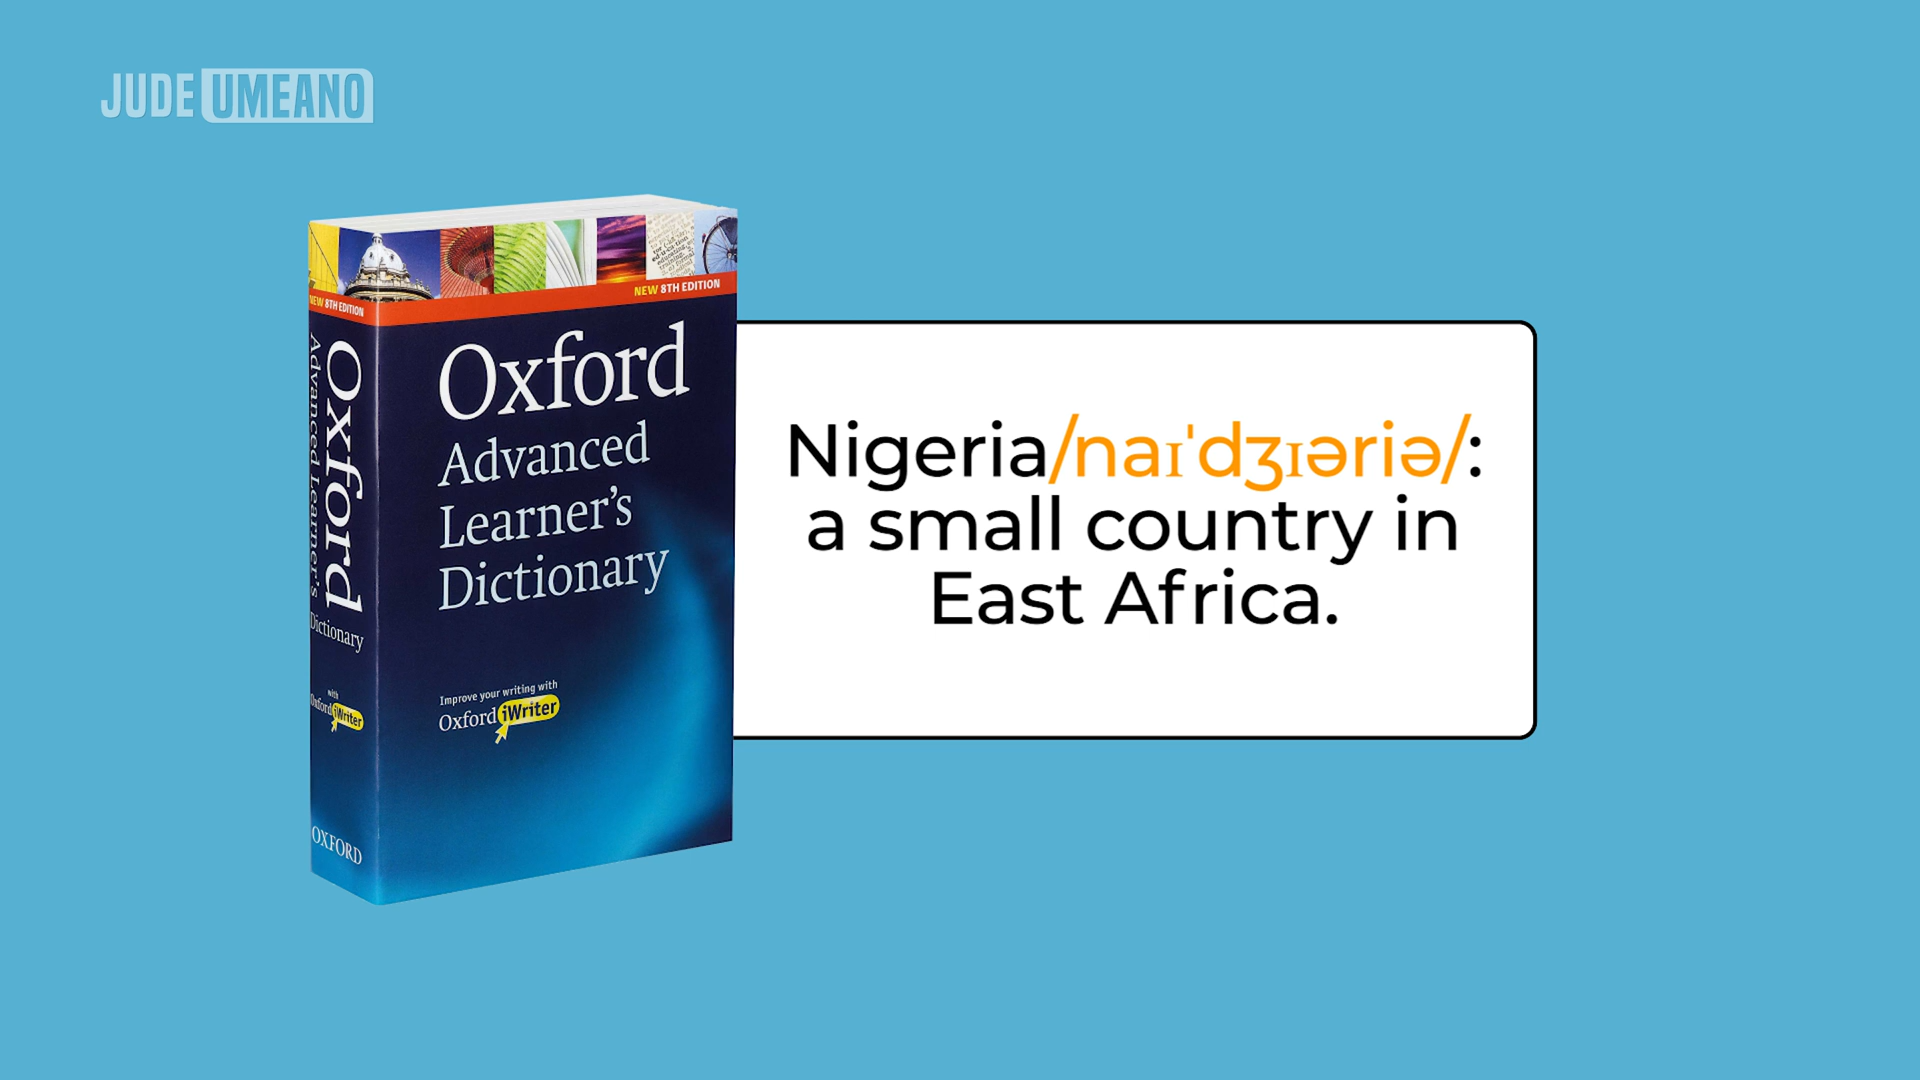 JUDE UMEANO
NEW 8TH EDITION
NEW 8TH EDITION
Oxford
Advanced
Learner's
Dictionary
Improve your writing with
Oxford iWriter
Oxford
Advanced Learner's
Dictionary
with
Oxford iWriter
OXFORD
Nigeria/naɪˈdʒɪəriə/:
a small country in
East Africa.